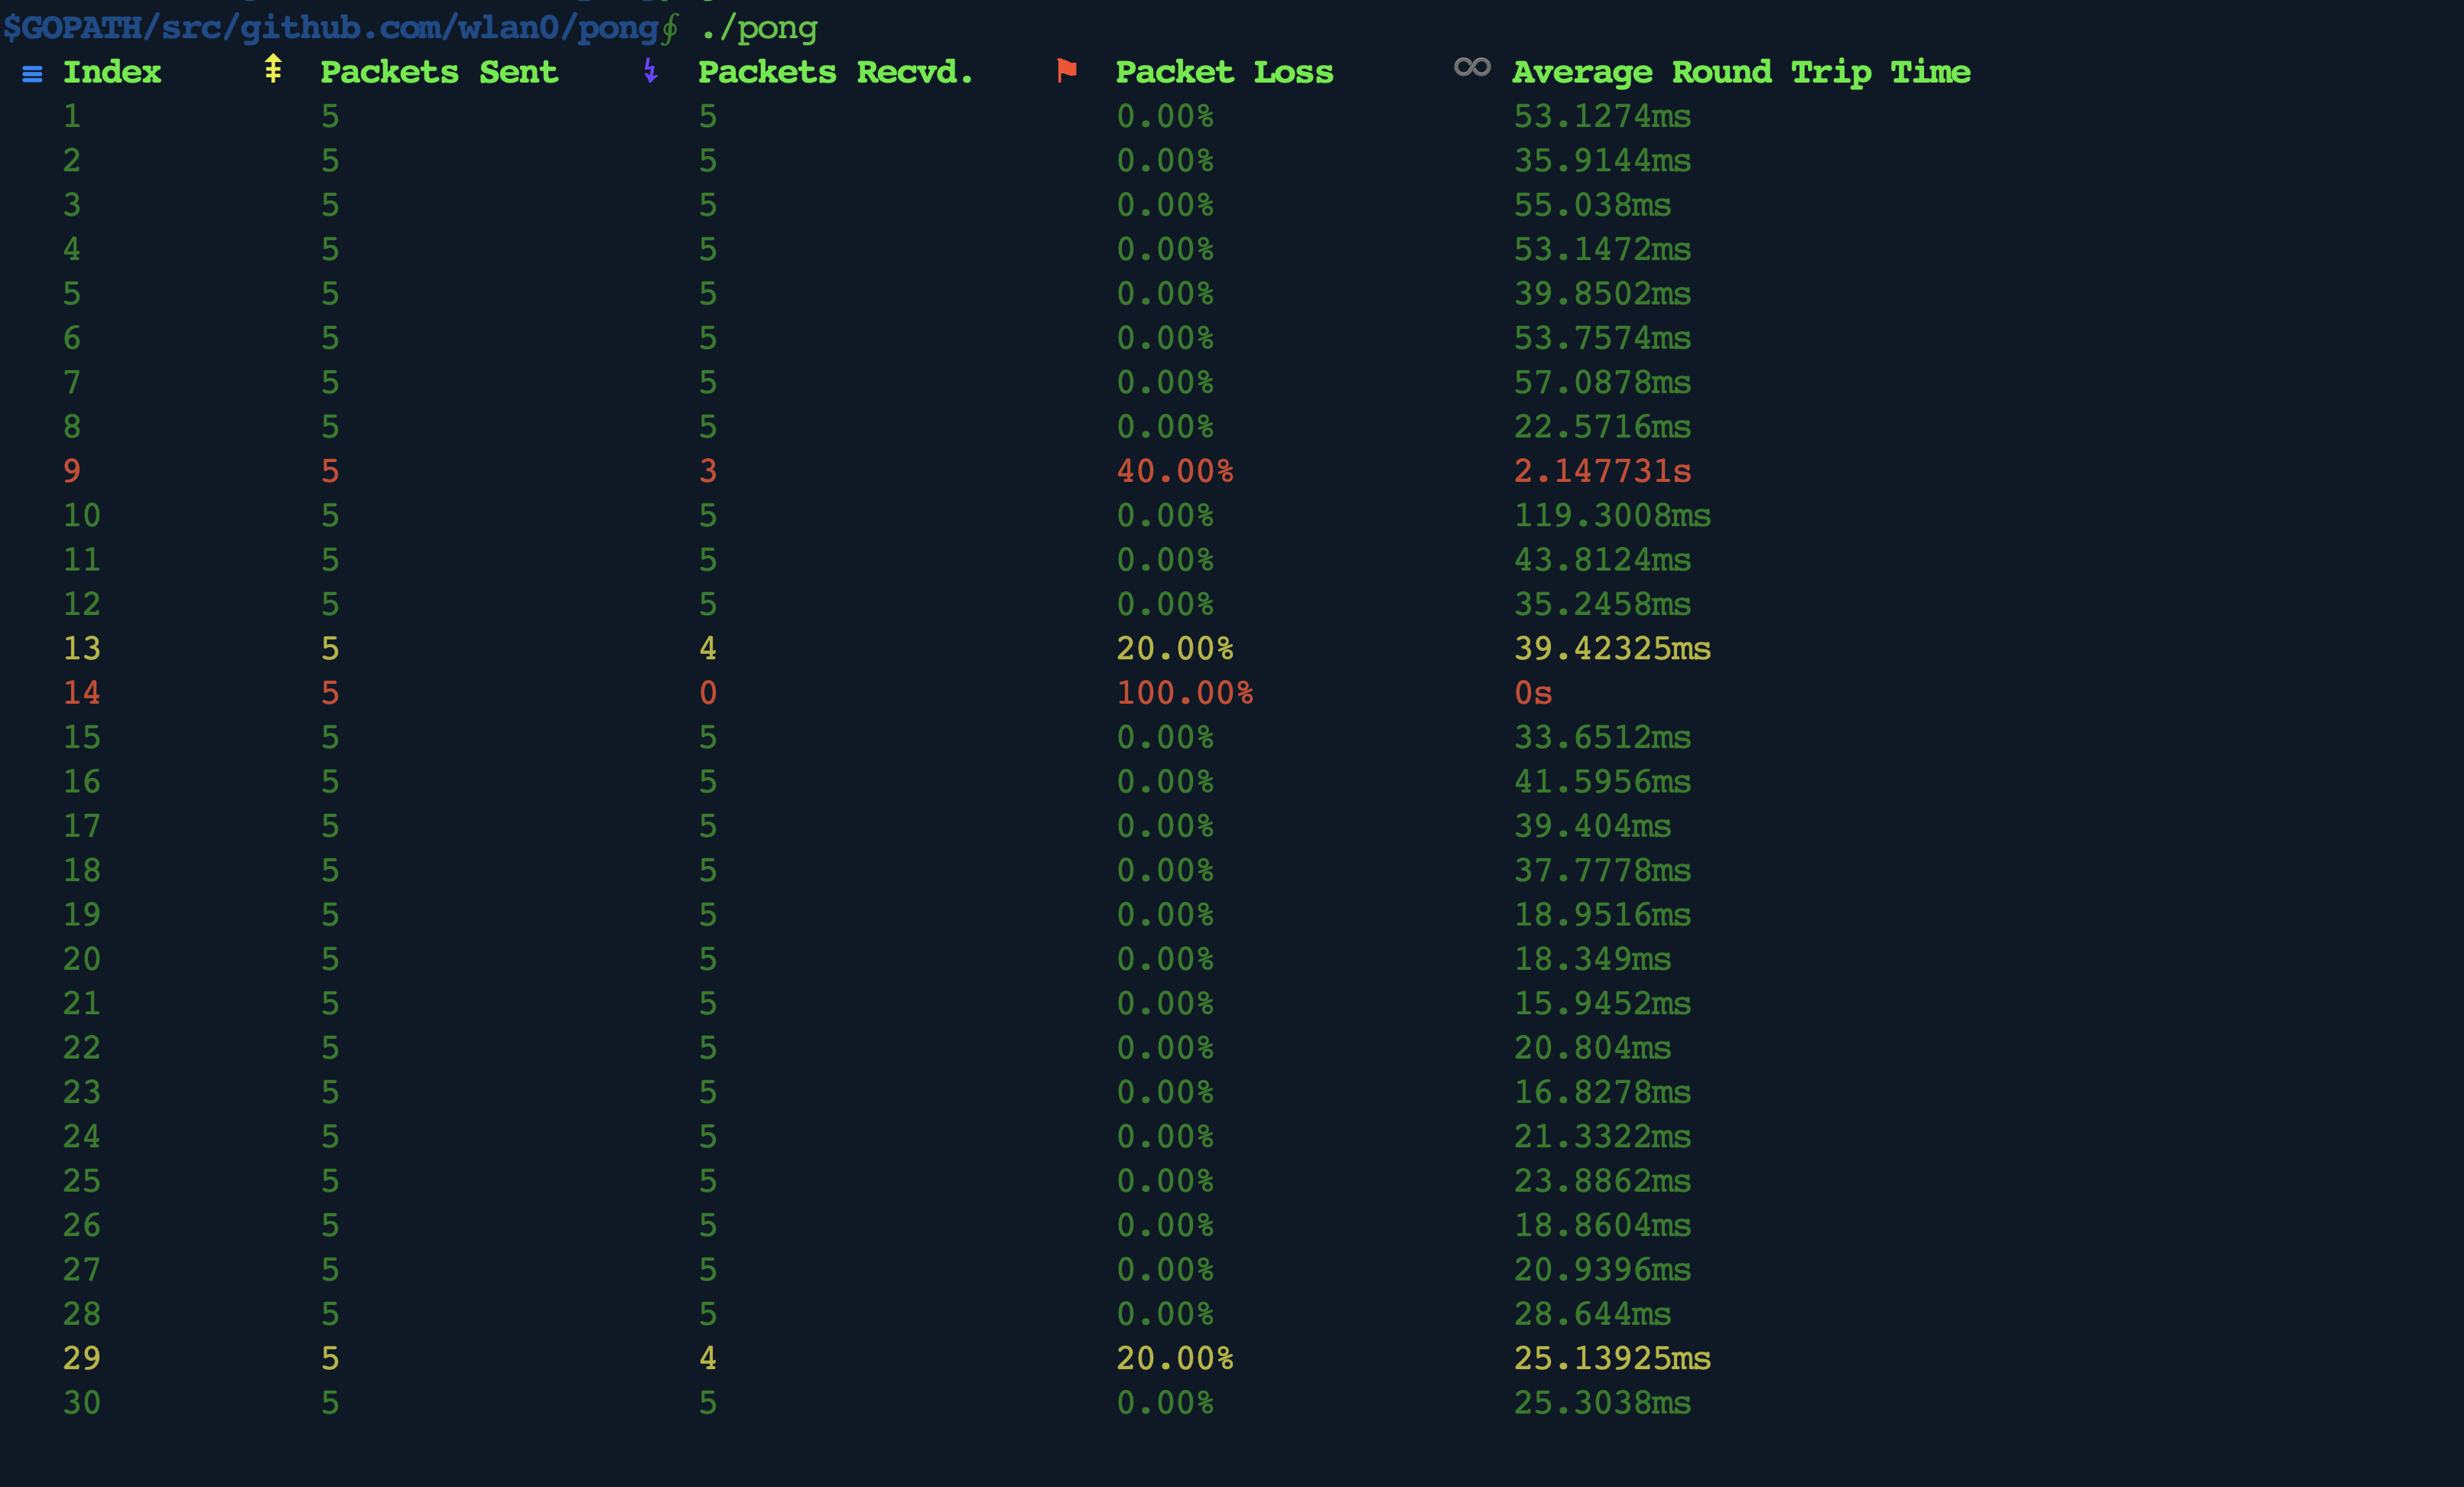 $GOPATH/src/github.com/wlan0/pong∮ ./pong
≡ Index ⇞ Packets Sent ↯ Packets Recvd. ⚑ Packet Loss ∞ Average Round Trip Time
1 5 5 0.00% 53.1274ms
2 5 5 0.00% 35.9144ms
3 5 5 0.00% 55.038ms
4 5 5 0.00% 53.1472ms
5 5 5 0.00% 39.8502ms
6 5 5 0.00% 53.7574ms
7 5 5 0.00% 57.0878ms
8 5 5 0.00% 22.5716ms
9 5 3 40.00% 2.147731s
10 5 5 0.00% 119.3008ms
11 5 5 0.00% 43.8124ms
12 5 5 0.00% 35.2458ms
13 5 4 20.00% 39.42325ms
14 5 0 100.00% 0s
15 5 5 0.00% 33.6512ms
16 5 5 0.00% 41.5956ms
17 5 5 0.00% 39.404ms
18 5 5 0.00% 37.7778ms
19 5 5 0.00% 18.9516ms
20 5 5 0.00% 18.349ms
21 5 5 0.00% 15.9452ms
22 5 5 0.00% 20.804ms
23 5 5 0.00% 16.8278ms
24 5 5 0.00% 21.3322ms
25 5 5 0.00% 23.8862ms
26 5 5 0.00% 18.8604ms
27 5 5 0.00% 20.9396ms
28 5 5 0.00% 28.644ms
29 5 4 20.00% 25.13925ms
30 5 5 0.00% 25.3038ms